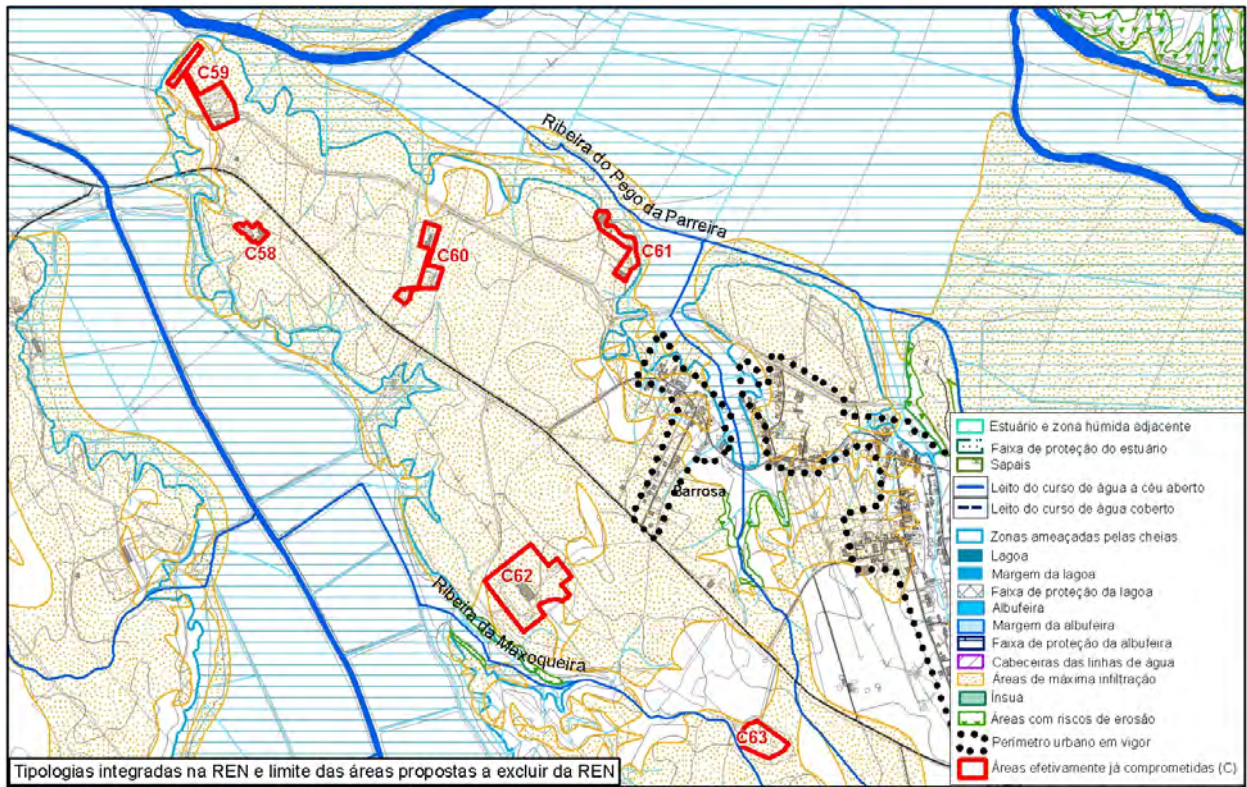 C59
Ribeira do Pego da Parreira
C58
C60
C61
Barrosa
C62
Ribeira da Maxoqueira
C63
Estuário e zona húmida adjacente
Faixa de proteção do estuário
Sapais
Leito do curso de água a céu aberto
Leito do curso de água coberto
Zonas ameaçadas pelas cheias
Lagoa
Margem da lagoa
Faixa de proteção da lagoa
Albufeira
Margem da albufeira
Faixa de proteção da albufeira
Cabeceiras das linhas de água
Áreas de máxima infiltração
Ínsua
Áreas com riscos de erosão
Perímetro urbano em vigor
Áreas efetivamente já comprometidas (C)
Tipologias integradas na REN e limite das áreas propostas a excluir da REN